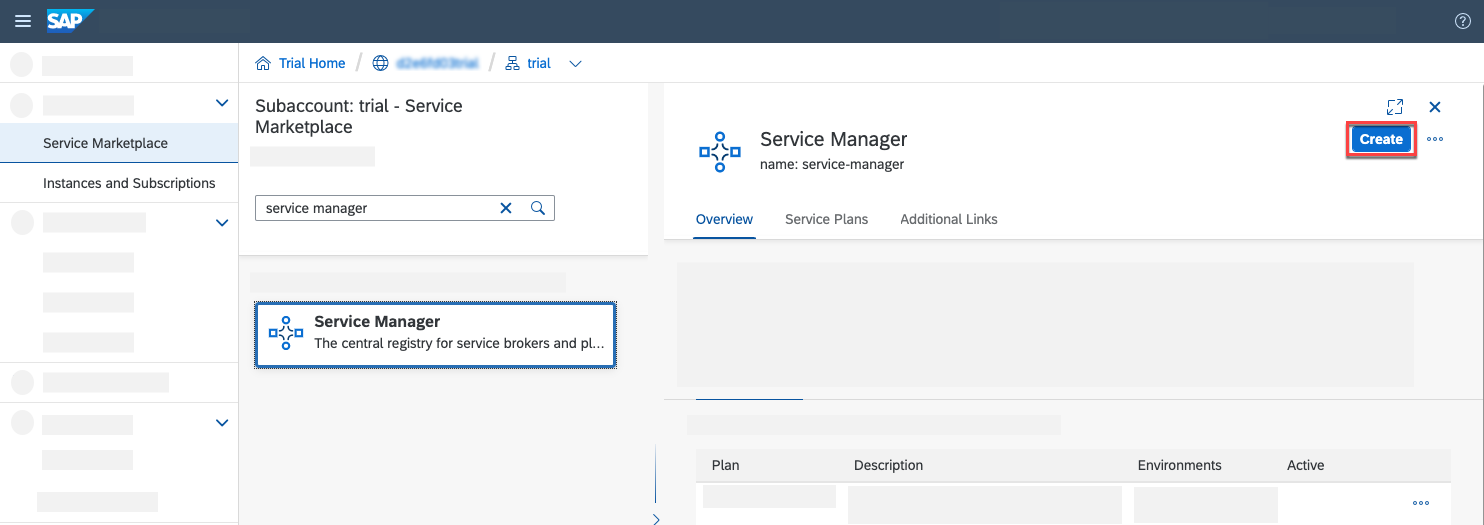 SAP
Trial Home / / trial
Subaccount: trial - Service
Marketplace
Service Marketplace
Instances and Subscriptions
service manager
Service Manager
The central registry for service brokers and pl...
Service Manager
name: service-manager
Create
Overview Service Plans Additional Links
Plan Description Environments Active